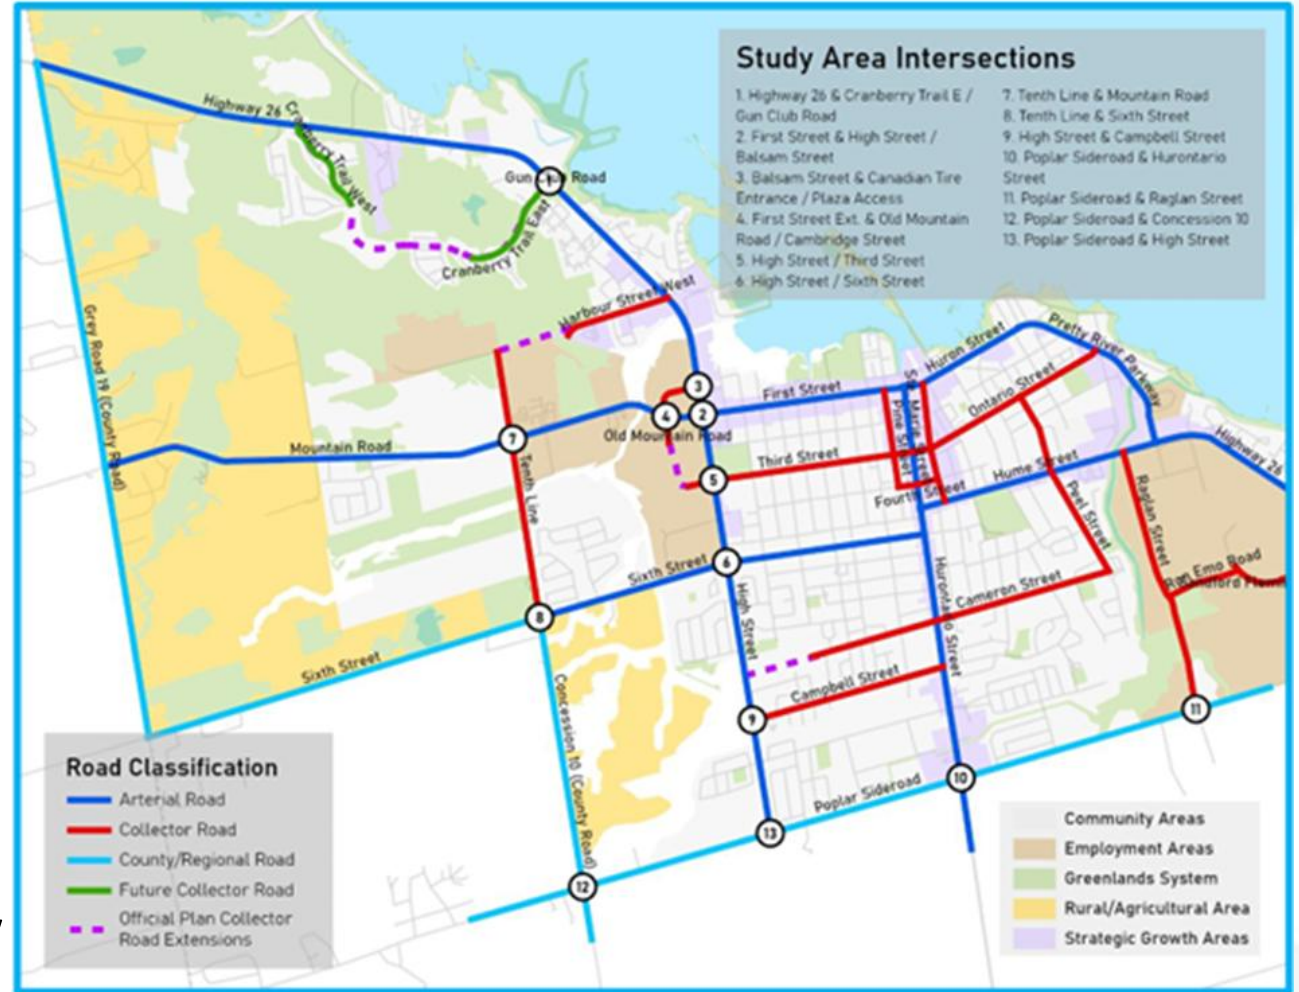 Study Area Intersections
1. Highway 26 & Cranberry Trail E /
Gun Club Road
2. First Street & High Street /
Balsam Street
3. Balsam Street & Canadian Tire
Entrance / Plaza Access
4. First Street Ext. & Old Mountain
Road / Cambridge Street
5. High Street / Third Street
6. High Street / Sixth Street
7. Tenth Line & Mountain Road
8. Tenth Line & Sixth Street
9. High Street & Campbell Street
10. Poplar Sideroad & Hurontario
Street
11. Poplar Sideroad & Raglan Street
12. Poplar Sideroad & Concession 10
13. Poplar Sideroad & High Street
Highway 26
Cranberry Trail West
Gun Club Road
1
Cranberry Trail East
Harbour Street West
Grey Road 19 (County Road)
Huron Street
Pretty River Parkway
3
First Street
Ontario Street
4
2
Pine Street
Old Mountain Road
Highway 26
7
Mountain Road
Third Street
Hume Street
5
Tenth Line
Fourth Street
Peel Street
Raglan Street
6
Sixth Street
Ron Emo Road
Cameron Street
High Street
Hurontario Street
8
Sixth Street
Campbell Street
9
11
Concession 10 (County Road)
Poplar Sideroad
10
13
12
Road Classification
Arterial Road
Collector Road
County/Regional Road
Future Collector Road
Official Plan Collector
Road Extensions
Community Areas
Employment Areas
Greenlands System
Rural/Agricultural Area
Strategic Growth Areas